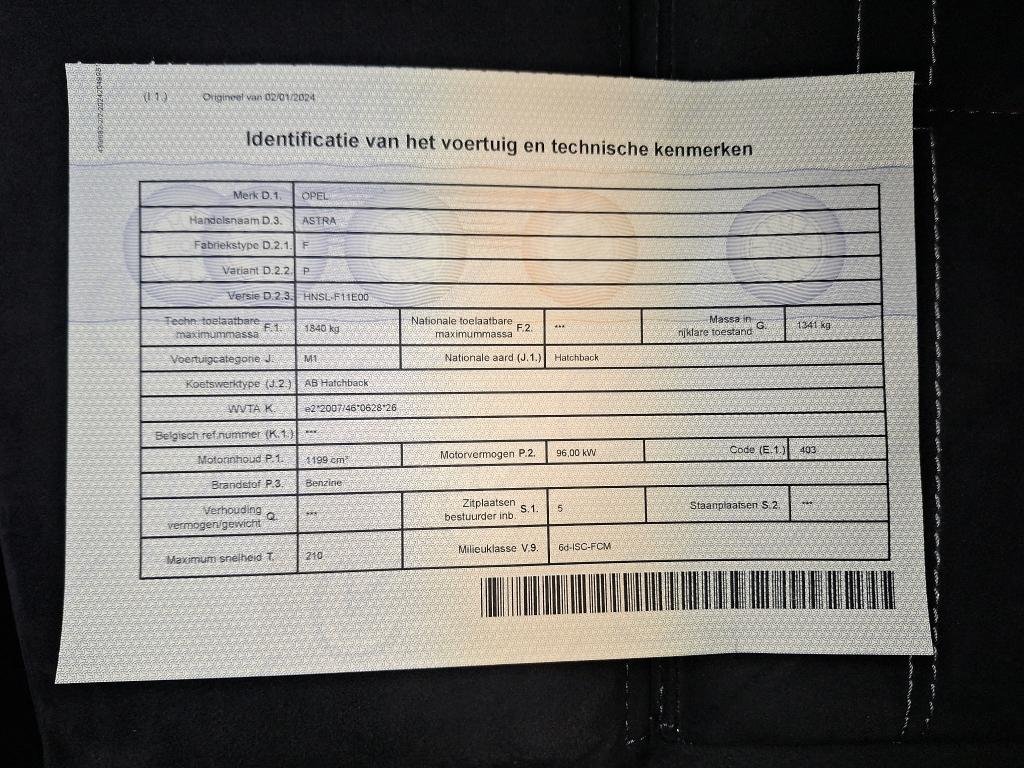 (I 1.) Origineel van 02/01/2024
Identificatie van het voertuig en technische kenmerken
Merk D.1. OPEL
Handelsnaam D.3. ASTRA
Fabriekstype D.2.1. F
Variant D.2.2. P
Versie D.2.3. HNSL-F11E00
Techn. toelaatbare maximummassa F.1. 1840 kg Nationale toelaatbare maximummassa F.2. *** Massa in rijklare toestand G. 1341 kg
Voertuigcategorie J. M1 Nationale aard (J.1.) Hatchback
Koetswerktype (J.2.) AB Hatchback
WVTA K. e2*2007/46*0628*26
Belgisch ref.nummer (K.1.) ***
Motorinhoud P.1. 1199 cm³ Motorvermogen P.2. 96,00 kW Code (E.1.) 403
Brandstof P.3. Benzine
Verhouding vermogen/gewicht Q. *** Zitplaatsen bestuurder inb. S.1. 5 Staanplaatsen S.2. ***
Maximum snelheid T. 210 Milieuklasse V.9. 6d-ISC-FCM